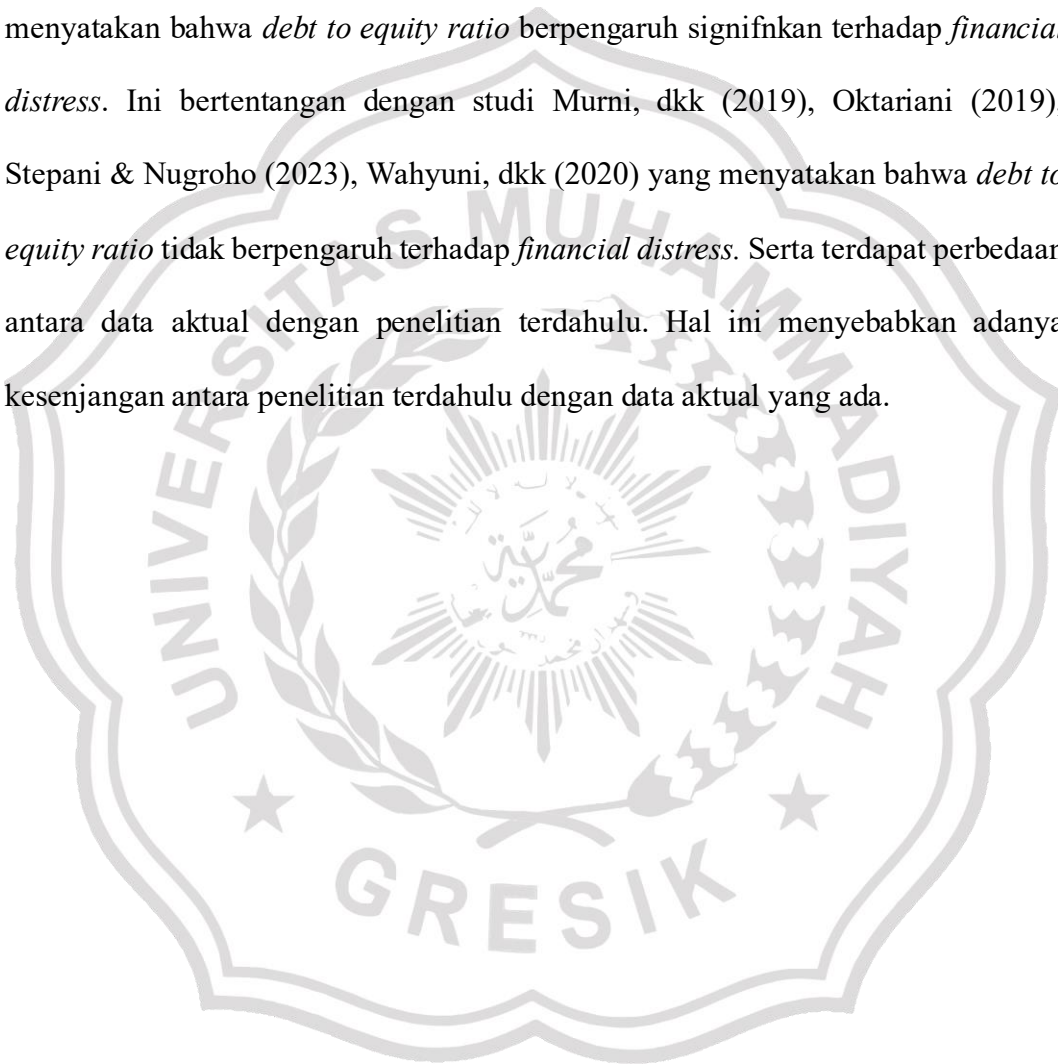 menyatakan bahwa debt to equity ratio berpengaruh signifnkan terhadap financial
distress. Ini bertentangan dengan studi Murni, dkk (2019), Oktariani (2019),
Stepani & Nugroho (2023), Wahyuni, dkk (2020) yang menyatakan bahwa debt to
equity ratio tidak berpengaruh terhadap financial distress. Serta terdapat perbedaan
antara data aktual dengan penelitian terdahulu. Hal ini menyebabkan adanya
kesenjangan antara penelitian terdahulu dengan data aktual yang ada.
UNIVERSITAS MUHAMMADIYAH
GRESIK